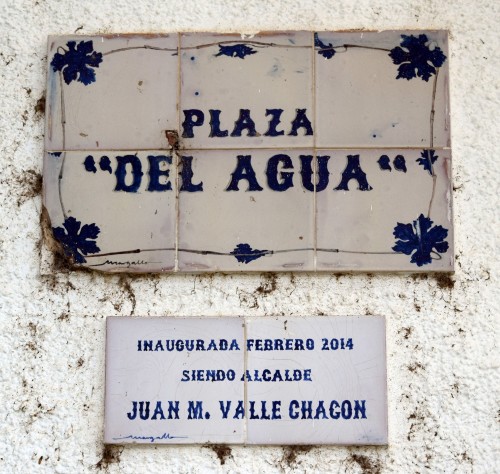 PLAZA
“DEL AGUA“
INAUGURADA FEBRERO 2014
SIENDO ALCALDE
JUAN M. VALLE CHACON